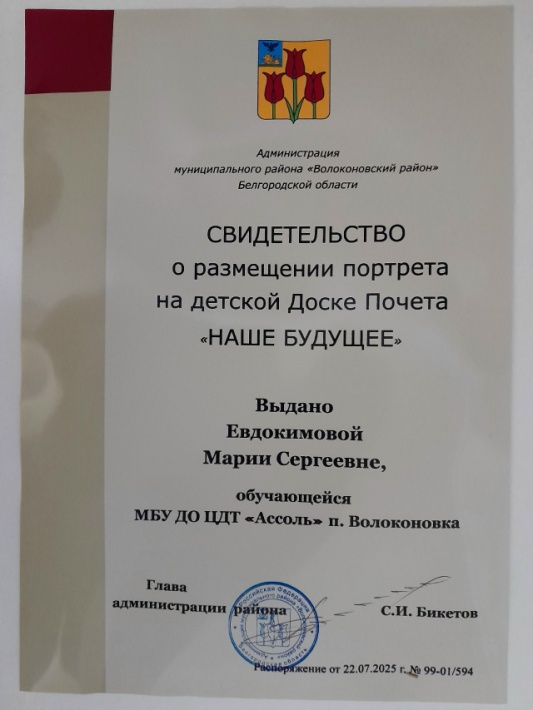 Администрация
муниципального района «Волоконовский район»
Белгородской области
СВИДЕТЕЛЬСТВО
о размещении портрета
на детской Доске Почета
«НАШЕ БУДУЩЕЕ»
Выдано
Евдокимовой
Марии Сергеевне,
обучающейся
МБУ ДО ЦДТ «Ассоль» п. Волоконовка
Глава
администрации района
С.И. Бикетов
Российская Федерация
Распоряжение от 22.07.2025 г. № 99-01/594